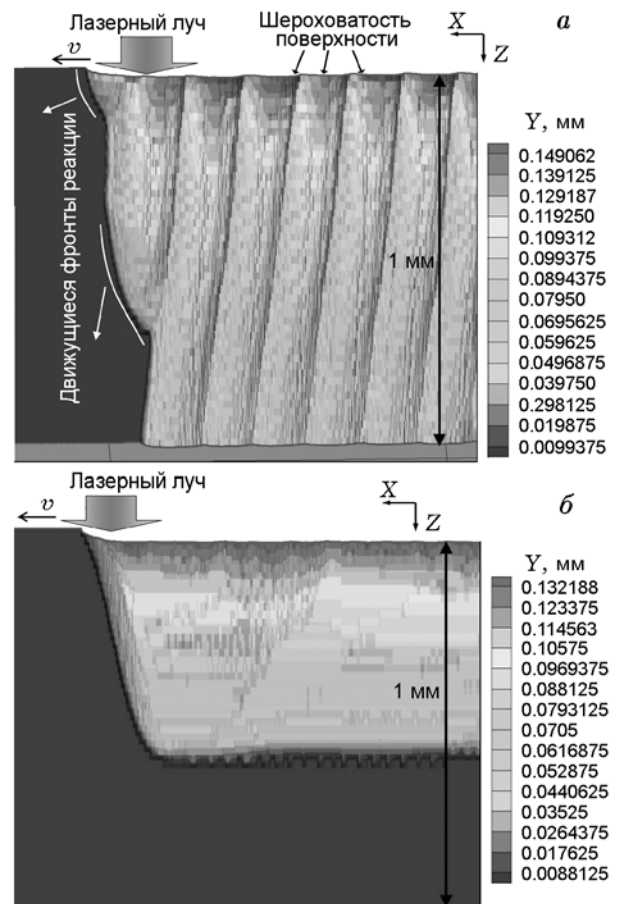 Лазерный луч
v
Шероховатость
поверхности
X
Z
а
Y, мм
0.149062
0.139125
0.129187
0.119250
0.109312
0.099375
0.0894375
0.07950
0.0695625
0.059625
0.0496875
0.039750
0.298125
0.019875
0.0099375
Движущиеся фронты реакции
1 мм
Лазерный луч
v
X
Z
б
Y, мм
0.132188
0.123375
0.114563
0.10575
0.0969375
0.088125
0.0793125
0.0705
0.0616875
0.052875
0.0440625
0.03525
0.0264375
0.017625
0.0088125
1 мм